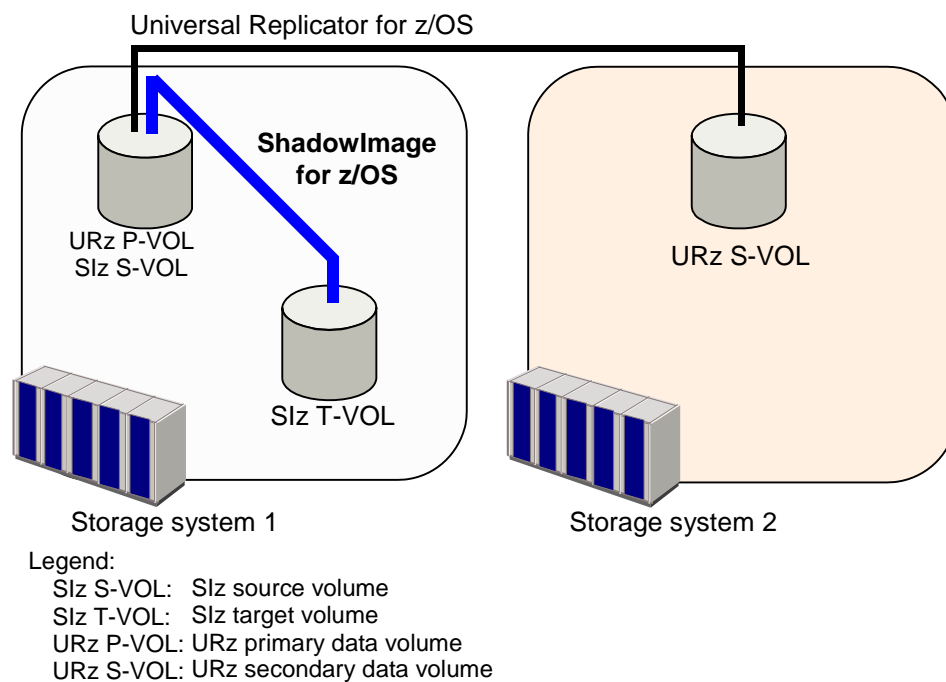 Universal Replicator for z/OS
ShadowImage
for z/OS
URz P-VOL
SIz S-VOL
URz S-VOL
SIz T-VOL
Storage system 1
Storage system 2
Legend:
SIz S-VOL: SIz source volume
SIz T-VOL: SIz target volume
URz P-VOL: URz primary data volume
URz S-VOL: URz secondary data volume